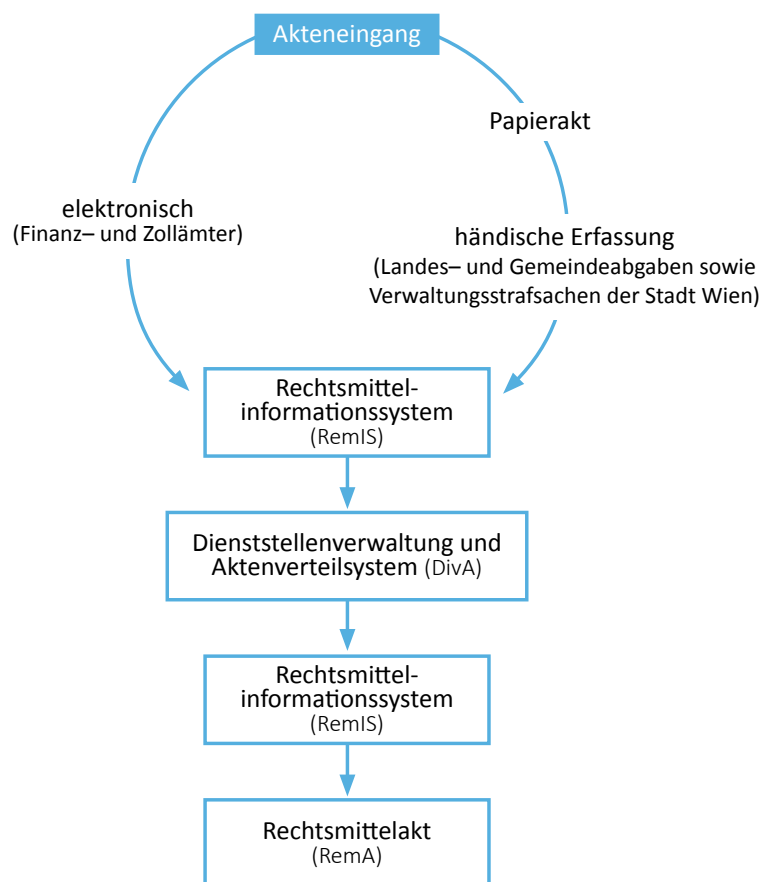 Akteneingang
Papierakt
elektronisch
(Finanz– und Zollämter)
händische Erfassung
(Landes– und Gemeindeabgaben sowie
Verwaltungsstrafsachen der Stadt Wien)
Rechtsmittel-
informationssystem
(RemIS)
Dienststellenverwaltung und
Aktenverteilsystem (DivA)
Rechtsmittel-
informationssystem
(RemIS)
Rechtsmittelakt
(RemA)